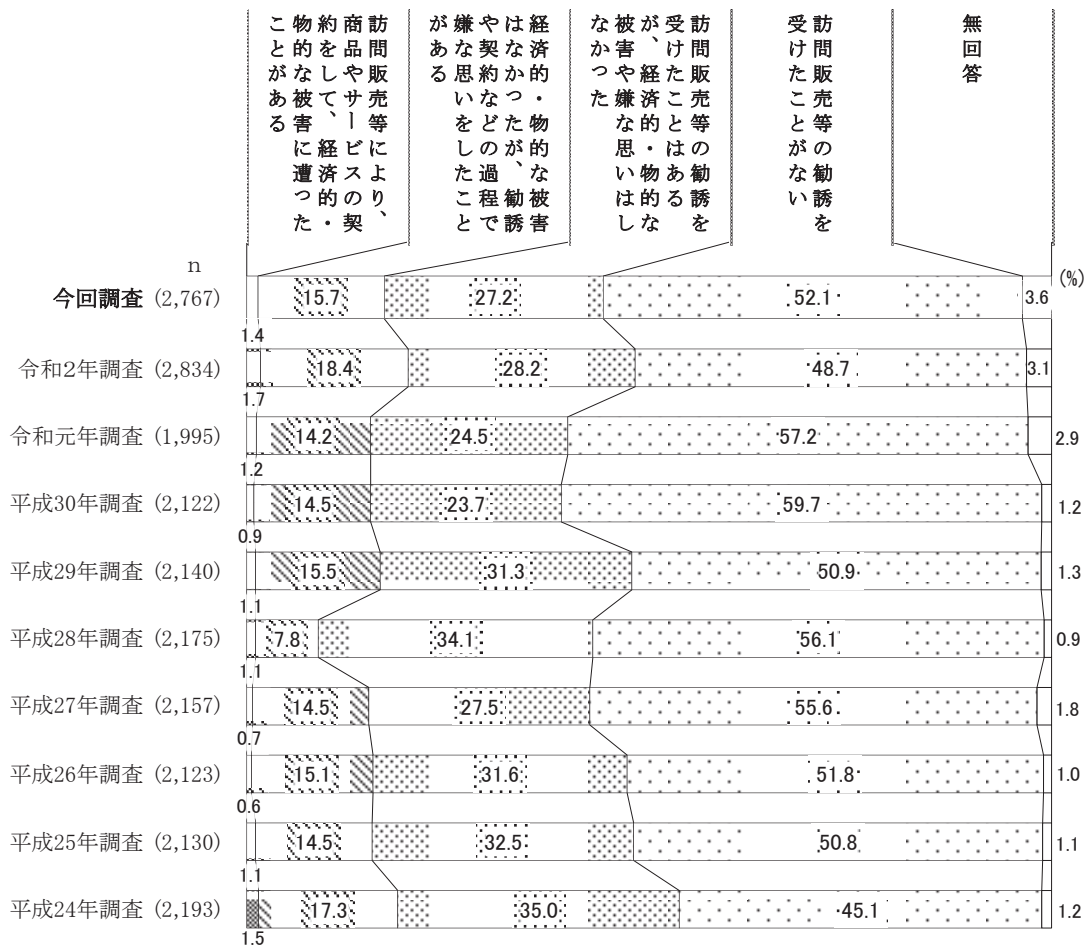 訪問販売等により、
商品やサービスの契
約をして、経済的・
物的な被害に遭った
ことがある
経済的・物的な被害
はなかったが、勧誘
や契約などの過程で
嫌な思いをしたこと
がある
訪問販売等の勧誘を
受けたことはある
が、経済的・物的な
被害や嫌な思いはし
なかった
訪問販売等の勧誘を
受けたことがない
無回答
n
(%)
今回調査 (2,767) 15.7 27.2 52.1 3.6
1.4
令和2年調査 (2,834) 18.4 28.2 48.7 3.1
1.7
令和元年調査 (1,995) 14.2 24.5 57.2 2.9
1.2
平成30年調査 (2,122) 14.5 23.7 59.7 1.2
0.9
平成29年調査 (2,140) 15.5 31.3 50.9 1.3
1.1
平成28年調査 (2,175) 7.8 34.1 56.1 0.9
1.1
平成27年調査 (2,157) 14.5 27.5 55.6 1.8
0.7
平成26年調査 (2,123) 15.1 31.6 51.8 1.0
0.6
平成25年調査 (2,130) 14.5 32.5 50.8 1.1
1.1
平成24年調査 (2,193) 17.3 35.0 45.1 1.2
1.5